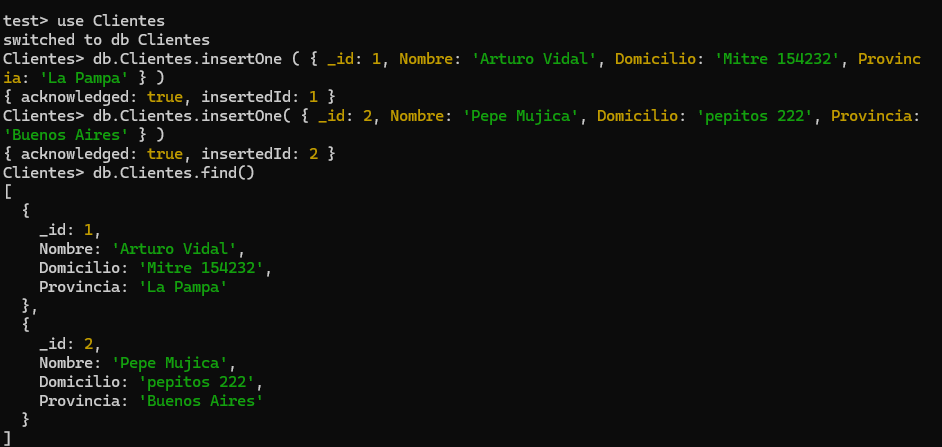 test> use Clientes
switched to db Clientes
Clientes> db.Clientes.insertOne ( { _id: 1, Nombre: 'Arturo Vidal', Domicilio: 'Mitre 154232', Provinc
ia: 'La Pampa' } )
{ acknowledged: true, insertedId: 1 }
Clientes> db.Clientes.insertOne( { _id: 2, Nombre: 'Pepe Mujica', Domicilio: 'pepitos 222', Provincia:
'Buenos Aires' } )
{ acknowledged: true, insertedId: 2 }
Clientes> db.Clientes.find()
[
  {
    _id: 1,
    Nombre: 'Arturo Vidal',
    Domicilio: 'Mitre 154232',
    Provincia: 'La Pampa'
  },
  {
    _id: 2,
    Nombre: 'Pepe Mujica',
    Domicilio: 'pepitos 222',
    Provincia: 'Buenos Aires'
  }
]